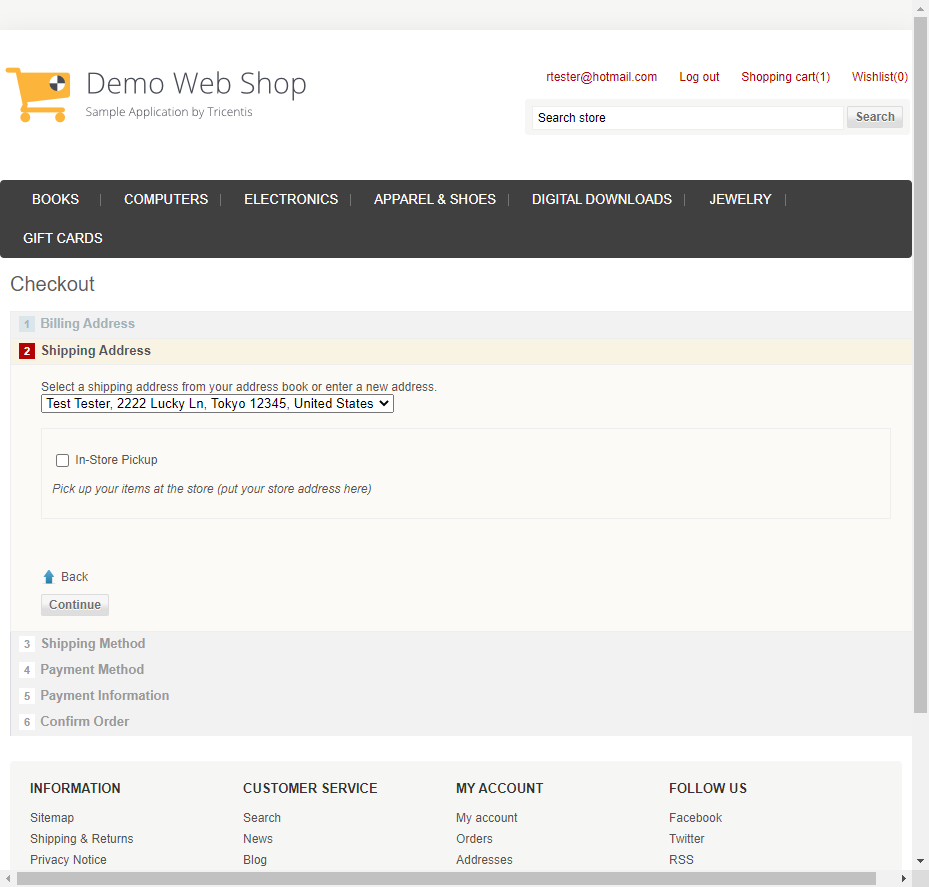 Demo Web Shop
Sample Application by Tricentis
rtester@hotmail.com Log out Shopping cart(1) Wishlist(0)
Search store Search
BOOKS | COMPUTERS | ELECTRONICS | APPAREL & SHOES | DIGITAL DOWNLOADS | JEWELRY |
GIFT CARDS
Checkout
1 Billing Address
2 Shipping Address
Select a shipping address from your address book or enter a new address.
Test Tester, 2222 Lucky Ln, Tokyo 12345, United States
In-Store Pickup
Pick up your items at the store (put your store address here)
Back
Continue
3 Shipping Method
4 Payment Method
5 Payment Information
6 Confirm Order
INFORMATION CUSTOMER SERVICE MY ACCOUNT FOLLOW US
Sitemap Search My account Facebook
Shipping & Returns News Orders Twitter
Privacy Notice Blog Addresses RSS